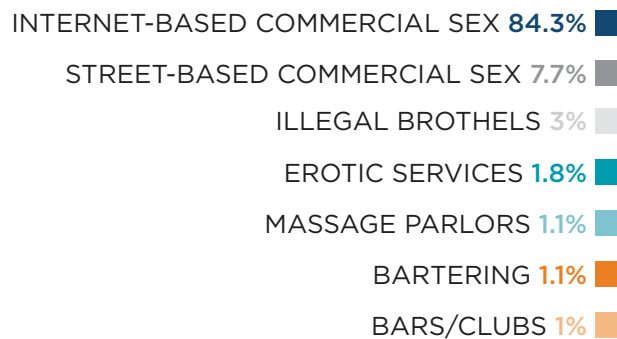 INTERNET-BASED COMMERCIAL SEX 84.3%
STREET-BASED COMMERCIAL SEX 7.7%
ILLEGAL BROTHELS 3%
EROTIC SERVICES 1.8%
MASSAGE PARLORS 1.1%
BARTERING 1.1%
BARS/CLUBS 1%